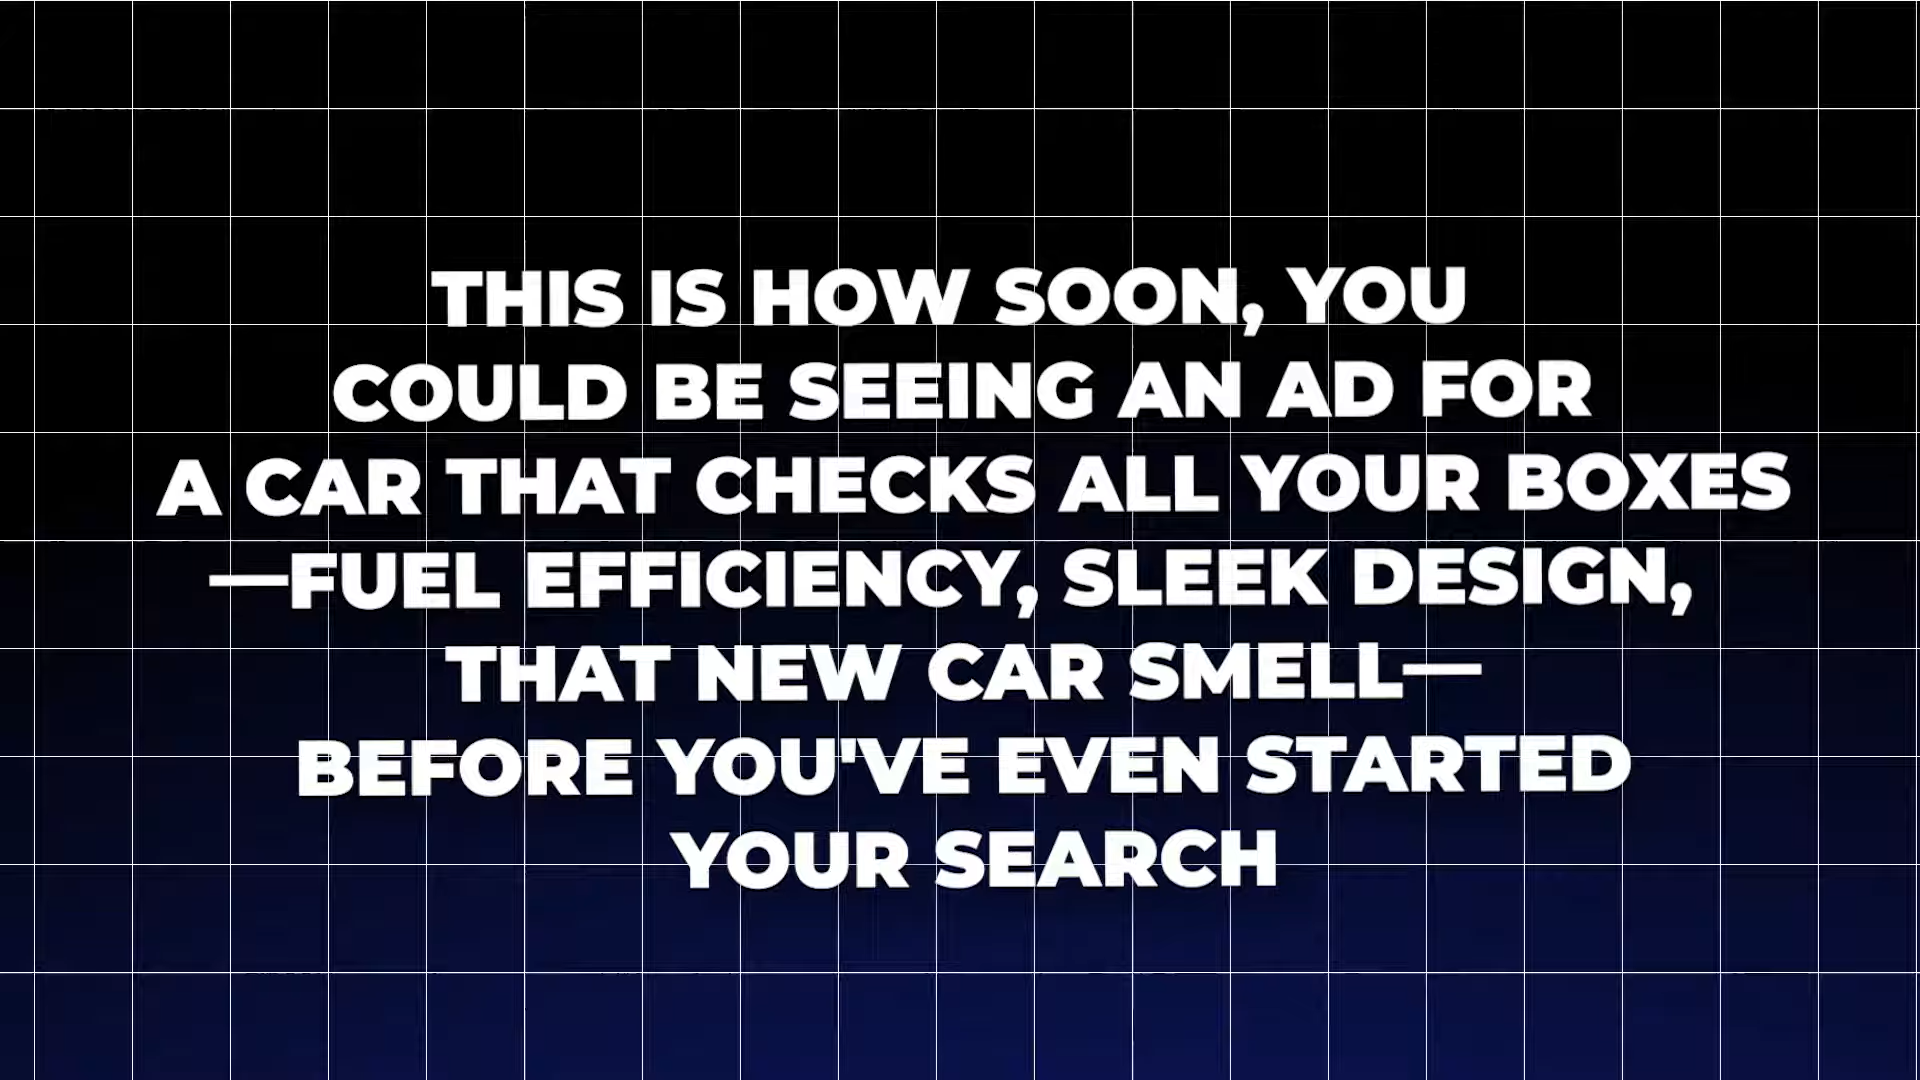 THIS IS HOW SOON, YOU
COULD BE SEEING AN AD FOR
A CAR THAT CHECKS ALL YOUR BOXES
—FUEL EFFICIENCY, SLEEK DESIGN,
THAT NEW CAR SMELL—
BEFORE YOU'VE EVEN STARTED
YOUR SEARCH